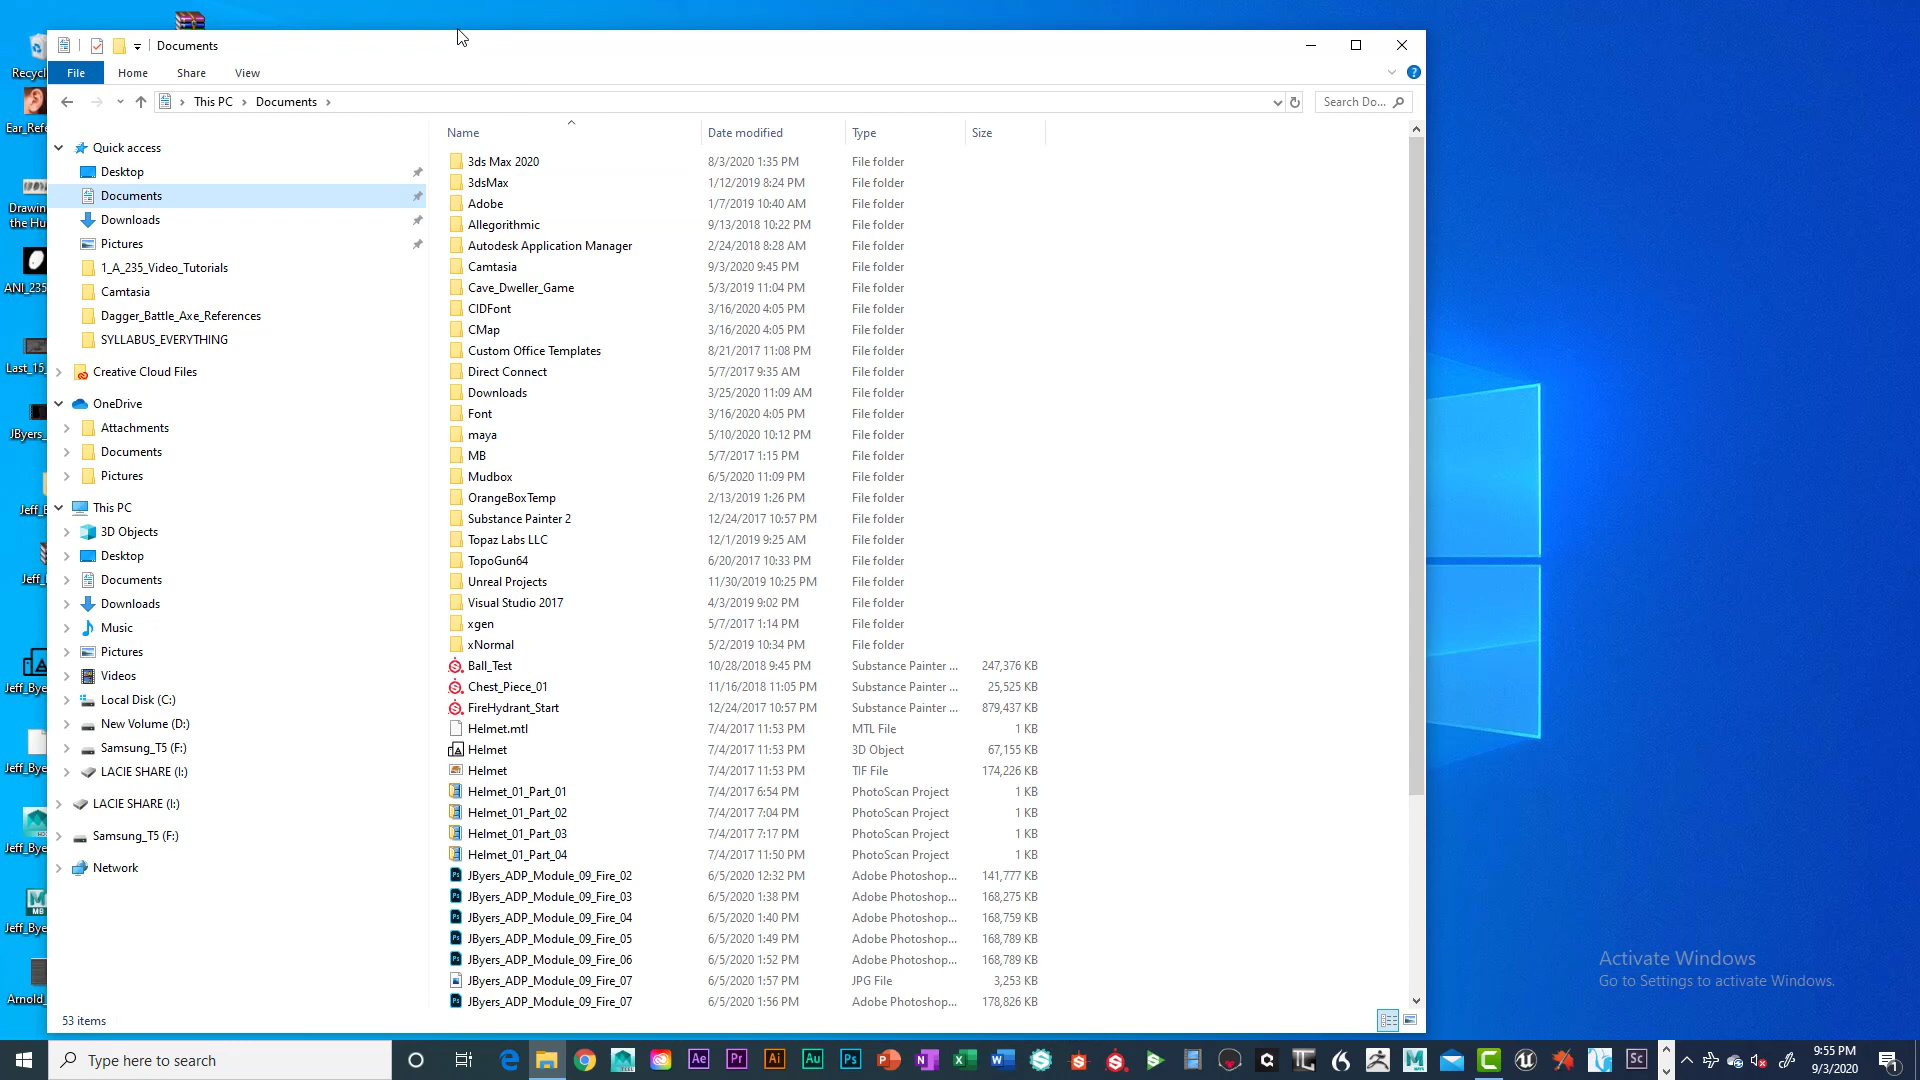 Documents
File Home Share View
This PC Documents
Search Do...
Name Date modified Type Size
Quick access
Desktop
Documents
Downloads
Pictures
1_A_235_Video_Tutorials
Camtasia
Dagger_Battle_Axe_References
SYLLABUS_EVERYTHING
Creative Cloud Files
OneDrive
Attachments
Documents
Pictures
This PC
3D Objects
Desktop
Documents
Downloads
Music
Pictures
Videos
Local Disk (C:)
New Volume (D:)
Samsung_T5 (F:)
LACIE SHARE (I:)
LACIE SHARE (I:)
Samsung_T5 (F:)
Network
3ds Max 2020 8/3/2020 1:35 PM File folder
3dsMax 1/12/2019 8:24 PM File folder
Adobe 1/7/2019 10:40 AM File folder
Allegorithmic 9/13/2018 10:22 PM File folder
Autodesk Application Manager 2/24/2018 8:28 AM File folder
Camtasia 9/3/2020 9:45 PM File folder
Cave_Dweller_Game 5/3/2019 11:04 PM File folder
CIDFont 3/16/2020 4:05 PM File folder
CMap 3/16/2020 4:05 PM File folder
Custom Office Templates 8/21/2017 11:08 PM File folder
Direct Connect 5/7/2017 9:35 AM File folder
Downloads 3/25/2020 11:09 AM File folder
Font 3/16/2020 4:05 PM File folder
maya 5/10/2020 10:12 PM File folder
MB 5/7/2017 1:15 PM File folder
Mudbox 6/5/2020 11:09 PM File folder
OrangeBoxTemp 2/13/2019 1:26 PM File folder
Substance Painter 2 12/24/2017 10:57 PM File folder
Topaz Labs LLC 12/1/2019 9:25 AM File folder
TopoGun64 6/20/2017 10:33 PM File folder
Unreal Projects 11/30/2019 10:25 PM File folder
Visual Studio 2017 4/3/2019 9:02 PM File folder
xgen 5/7/2017 1:14 PM File folder
xNormal 5/2/2019 10:34 PM File folder
Ball_Test 10/28/2018 9:45 PM Substance Painter ... 247,376 KB
Chest_Piece_01 11/16/2018 11:05 PM Substance Painter ... 25,525 KB
FireHydrant_Start 12/24/2017 10:57 PM Substance Painter ... 879,437 KB
Helmet.mtl 7/4/2017 11:53 PM MTL File 1 KB
Helmet 7/4/2017 11:53 PM 3D Object 67,155 KB
Helmet 7/4/2017 11:53 PM TIF File 174,226 KB
Helmet_01_Part_01 7/4/2017 6:54 PM PhotoScan Project 1 KB
Helmet_01_Part_02 7/4/2017 7:04 PM PhotoScan Project 1 KB
Helmet_01_Part_03 7/4/2017 7:17 PM PhotoScan Project 1 KB
Helmet_01_Part_04 7/4/2017 11:50 PM PhotoScan Project 1 KB
JByers_ADP_Module_09_Fire_02 6/5/2020 12:32 PM Adobe Photoshop... 141,777 KB
JByers_ADP_Module_09_Fire_03 6/5/2020 1:38 PM Adobe Photoshop... 168,275 KB
JByers_ADP_Module_09_Fire_04 6/5/2020 1:40 PM Adobe Photoshop... 168,759 KB
JByers_ADP_Module_09_Fire_05 6/5/2020 1:49 PM Adobe Photoshop... 168,789 KB
JByers_ADP_Module_09_Fire_06 6/5/2020 1:52 PM Adobe Photoshop... 168,789 KB
JByers_ADP_Module_09_Fire_07 6/5/2020 1:57 PM JPG File 3,253 KB
JByers_ADP_Module_09_Fire_07 6/5/2020 1:56 PM Adobe Photoshop... 178,826 KB
53 items
Recycl
Ear_Refe
Drawin
the Hu
ANI_235
Last_15
JByers_
Jeff_B
Jeff_
Jeff_Bye
Jeff_Bye
Jeff_Bye
Jeff_Bye
Arnold_
Activate Windows
Go to Settings to activate Windows.
Type here to search
Ae Pr Ai Au Ps Sc
9:55 PM
9/3/2020
1